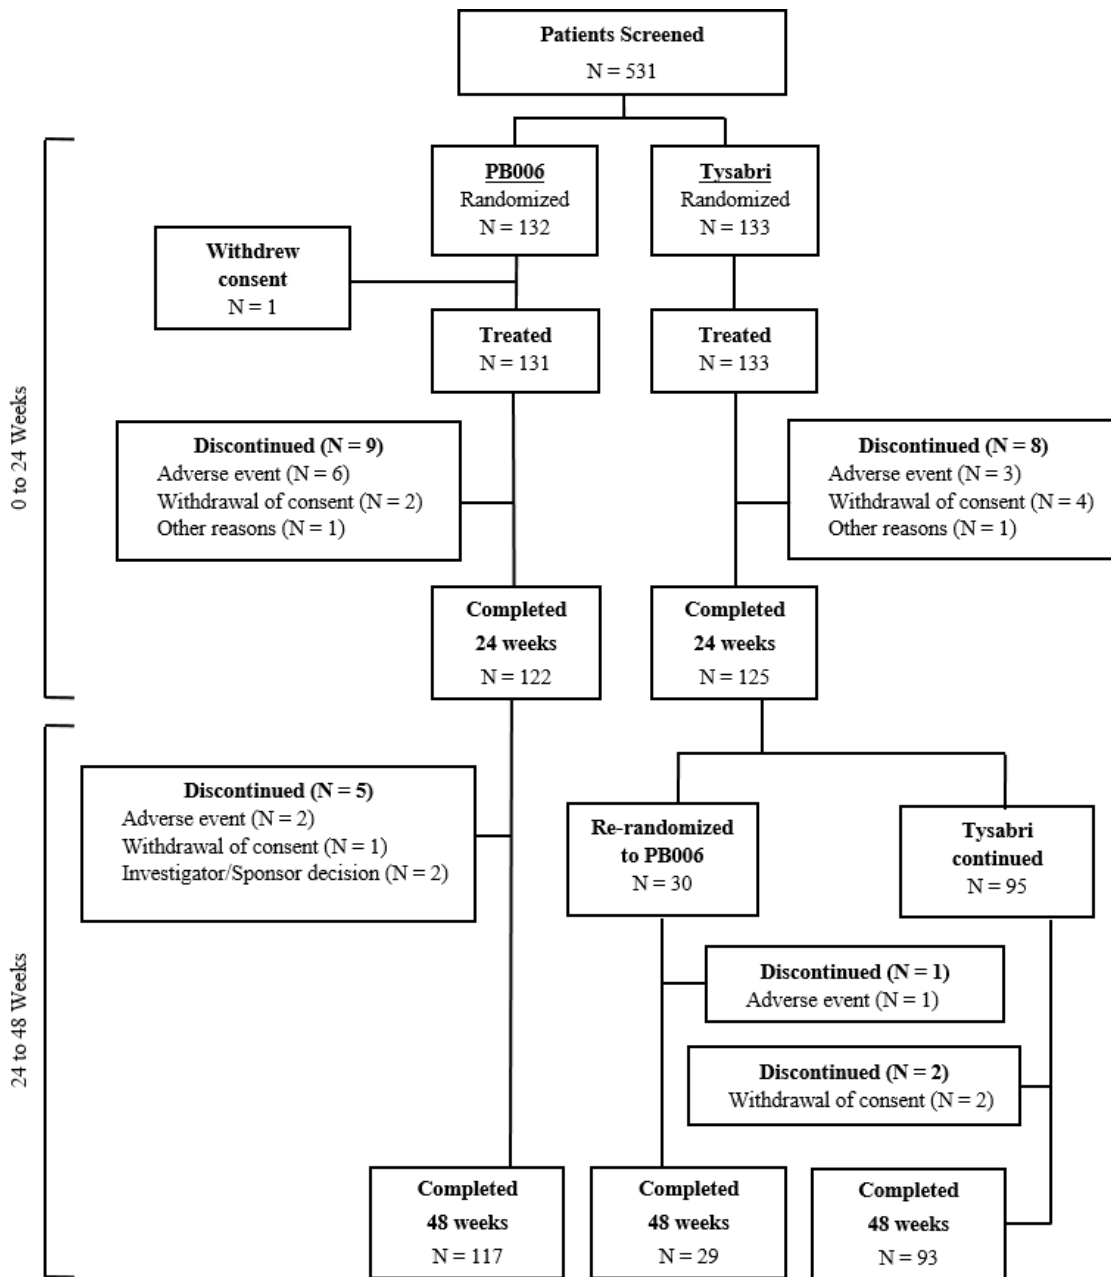 Patients Screened
N = 531
PB006
Randomized
N = 132
Tysabri
Randomized
N = 133
Withdrew
consent
N = 1
Treated
N = 131
Treated
N = 133
0 to 24 Weeks
Discontinued (N = 9)
Adverse event (N = 6)
Withdrawal of consent (N = 2)
Other reasons (N = 1)
Discontinued (N = 8)
Adverse event (N = 3)
Withdrawal of consent (N = 4)
Other reasons (N = 1)
Completed
24 weeks
N = 122
Completed
24 weeks
N = 125
24 to 48 Weeks
Discontinued (N = 5)
Adverse event (N = 2)
Withdrawal of consent (N = 1)
Investigator/Sponsor decision (N = 2)
Re-randomized
to PB006
N = 30
Tysabri
continued
N = 95
Discontinued (N = 1)
Adverse event (N = 1)
Discontinued (N = 2)
Withdrawal of consent (N = 2)
Completed
48 weeks
N = 117
Completed
48 weeks
N = 29
Completed
48 weeks
N = 93